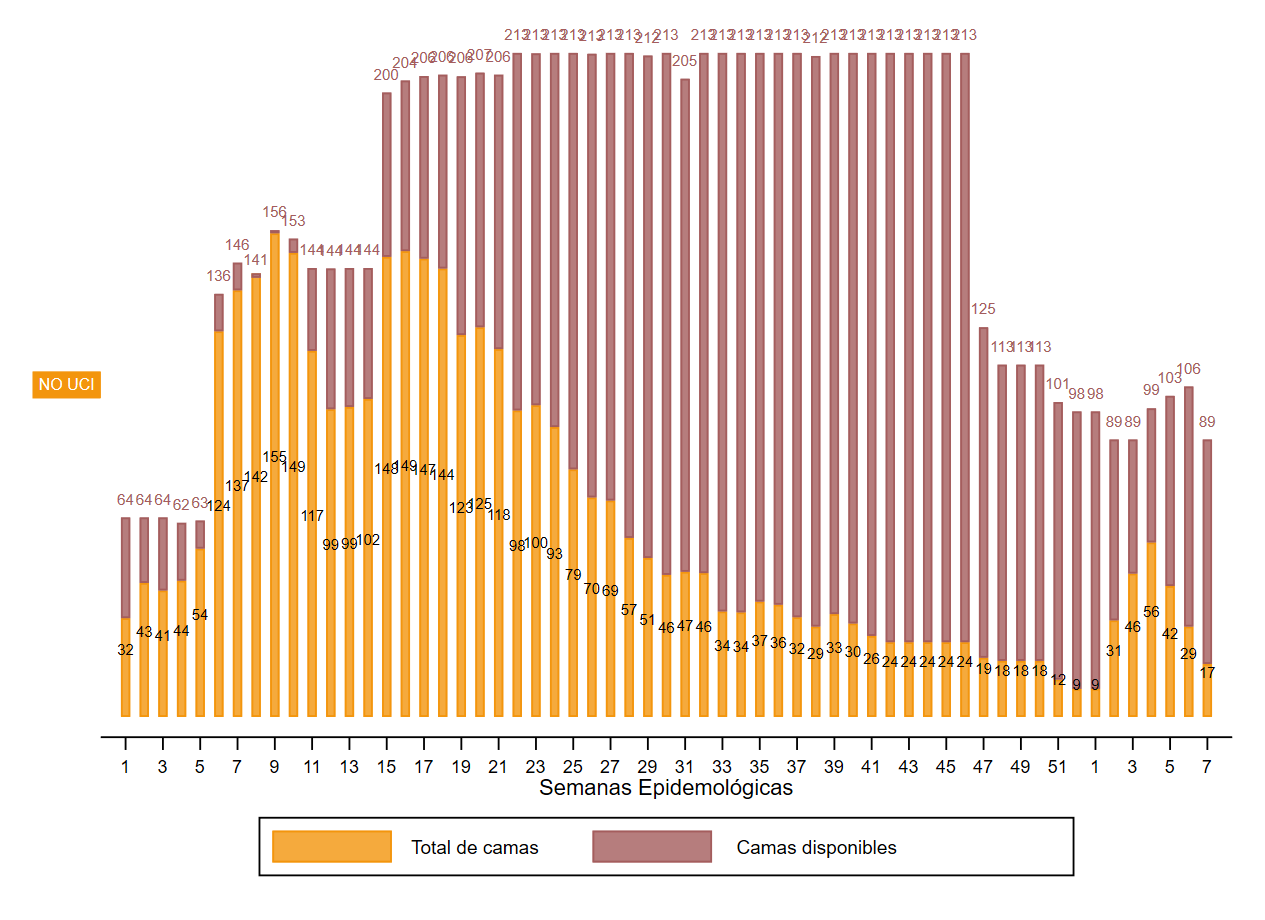 64 64 64 62 63 136 146 141 156 153 144 144 144 144 200 204 206 206 206 207 206 213 213 213 213 213 213 213 212 213 205 213 213 213 213 213 213 212 213 213 213 213 213 213 213 213 125 113 113 113 101 98 98 89 89 99 103 106 89
NO UCI
32 43 41 44 54 124 137 142 155 149 117 99 99 102 148 149 147 144 123 125 118 98 100 93 79 70 69 57 51 46 47 46 34 34 37 36 32 29 33 30 26 24 24 24 24 24 19 18 18 18 12 9 9 31 46 56 42 29 17
1 3 5 7 9 11 13 15 17 19 21 23 25 27 29 31 33 35 37 39 41 43 45 47 49 51 1 3 5 7
Semanas Epidemológicas
Total de camas Camas disponibles